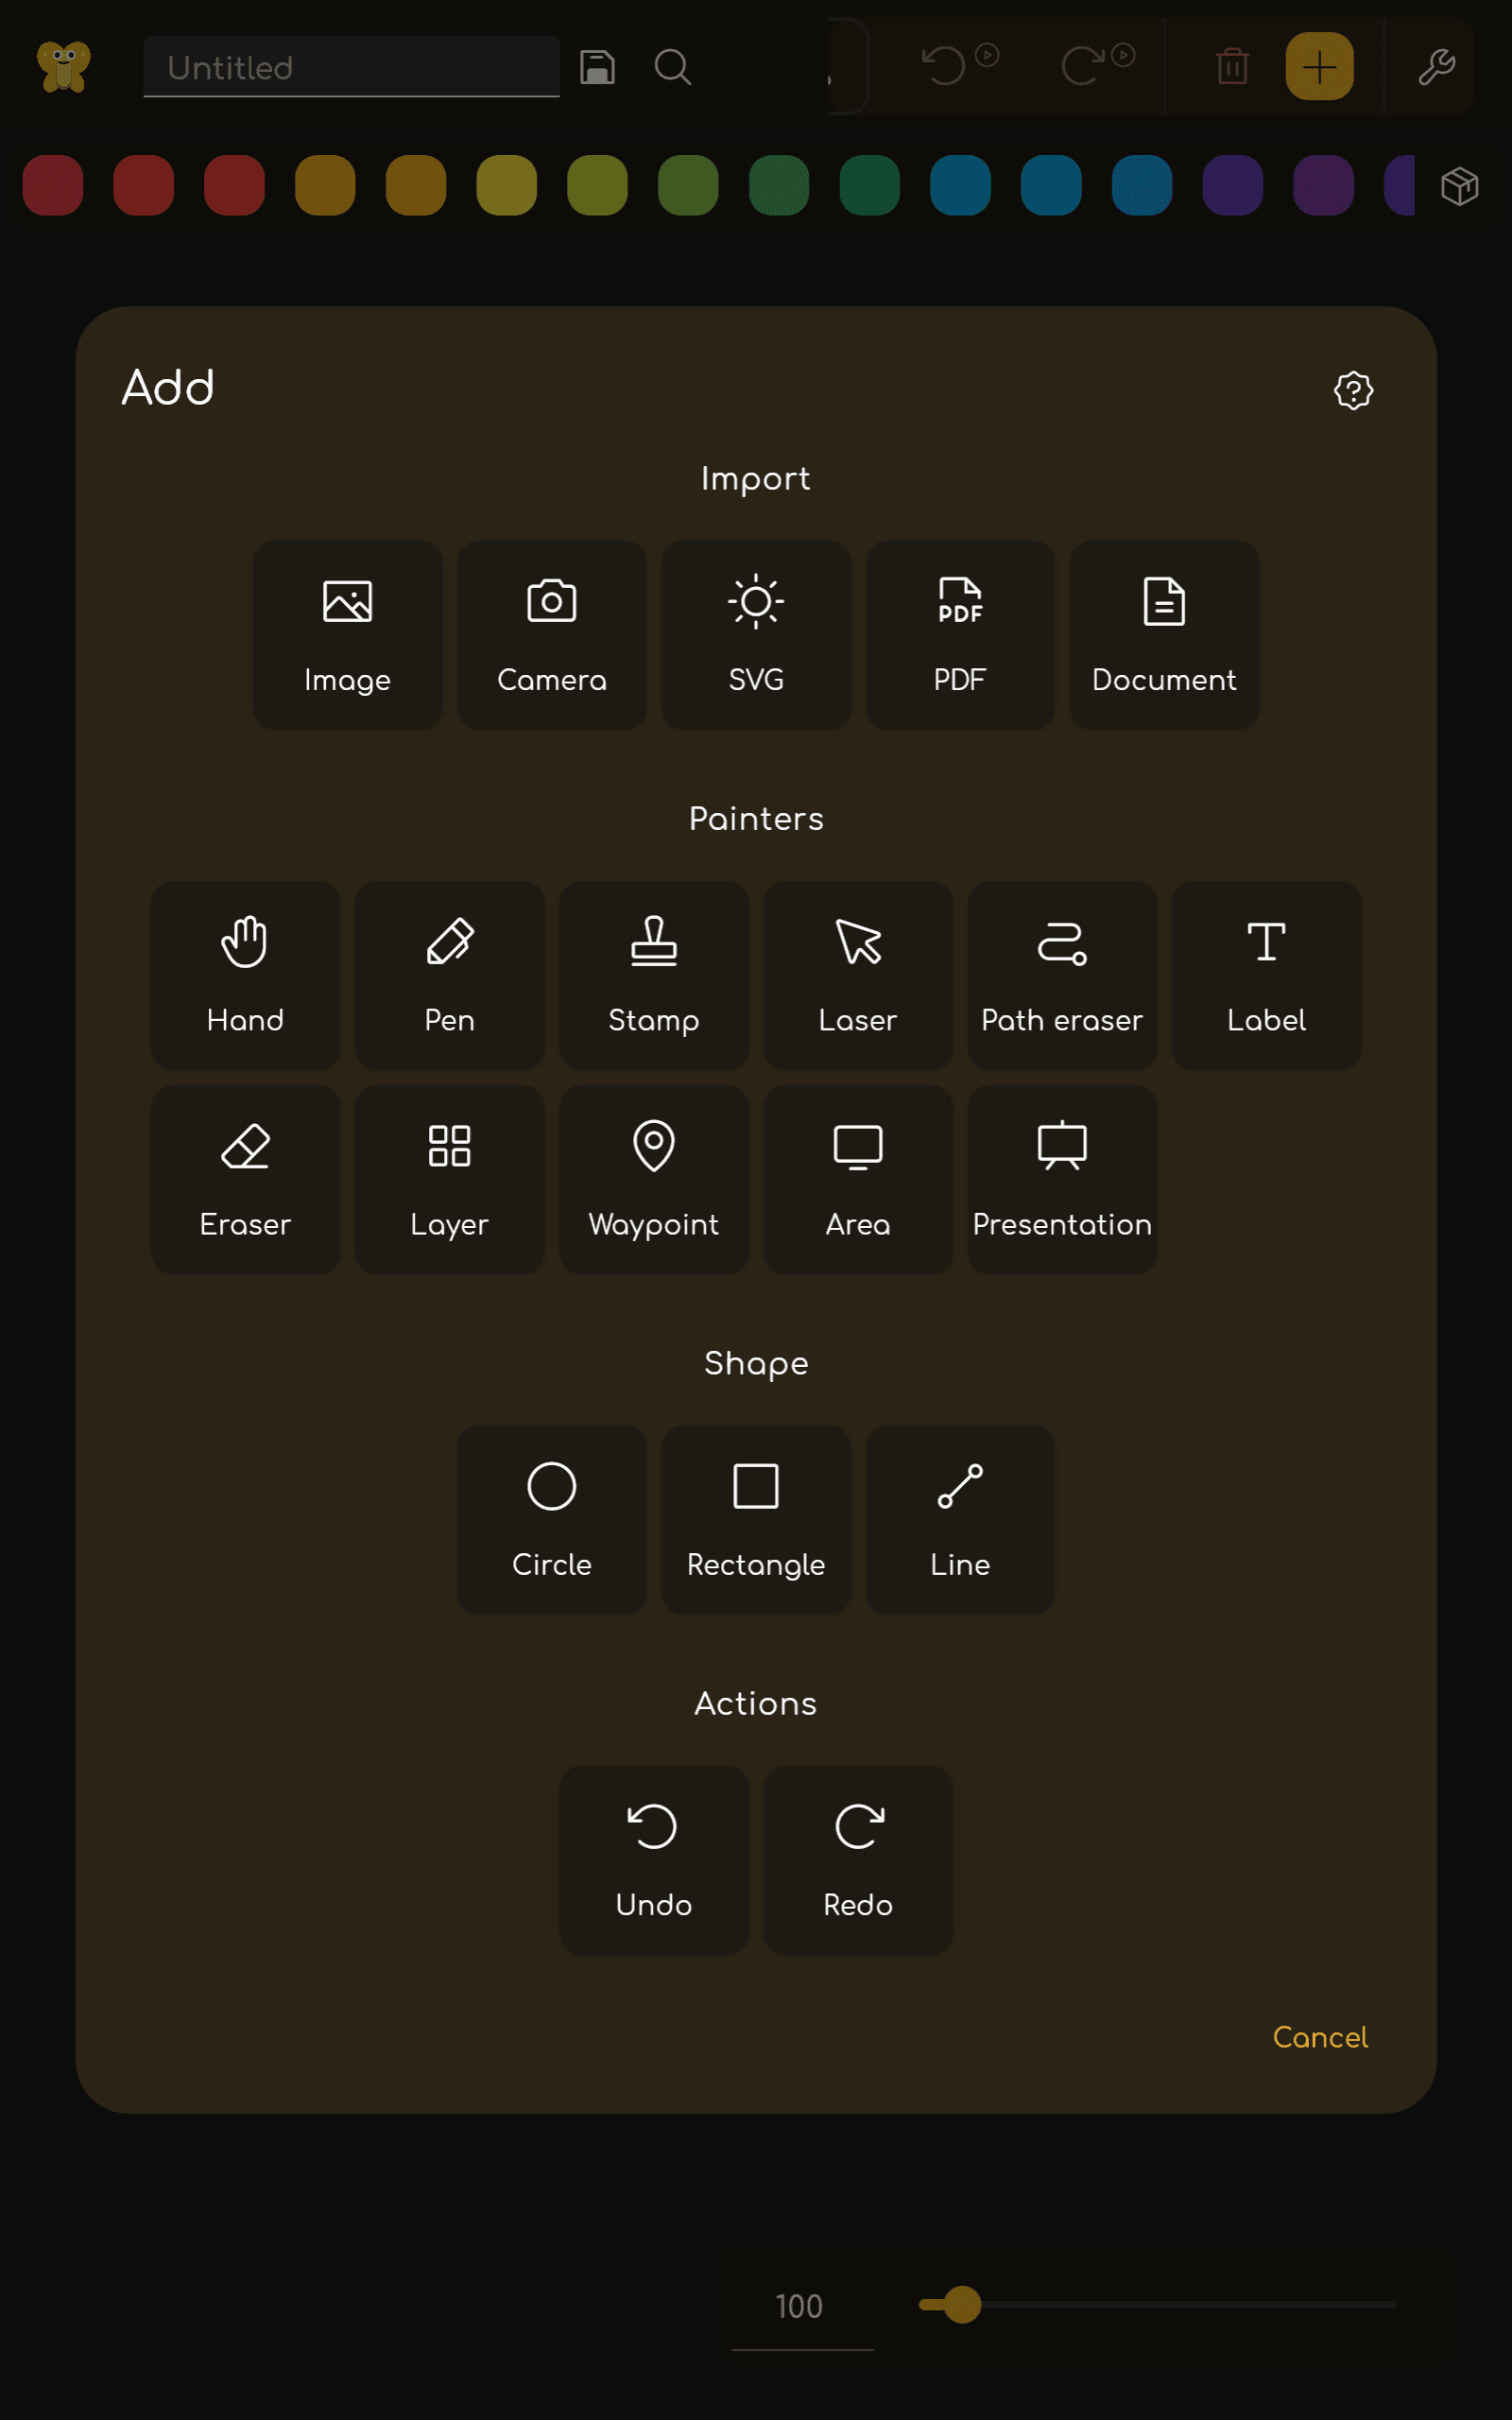 Untitled
Add
Import
Image Camera SVG PDF Document
Painters
Hand Pen Stamp Laser Path eraser Label
Eraser Layer Waypoint Area Presentation
Shape
Circle Rectangle Line
Actions
Undo Redo
Cancel
100